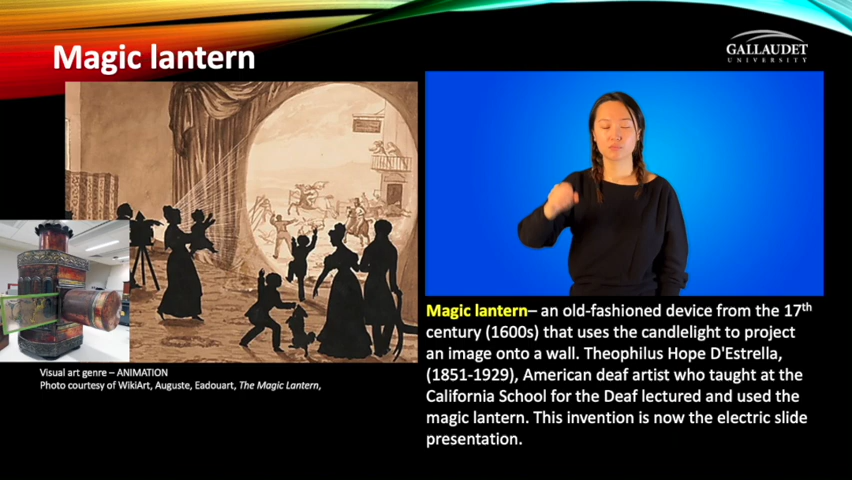 Magic lantern
GALLAUDET
UNIVERSITY
Magic lantern– an old-fashioned device from the 17th
century (1600s) that uses the candlelight to project
an image onto a wall. Theophilus Hope D'Estrella,
(1851-1929), American deaf artist who taught at the
California School for the Deaf lectured and used the
magic lantern. This invention is now the electric slide
presentation.
Visual art genre – ANIMATION
Photo courtesy of WikiArt, Auguste, Eadouart, The Magic Lantern,